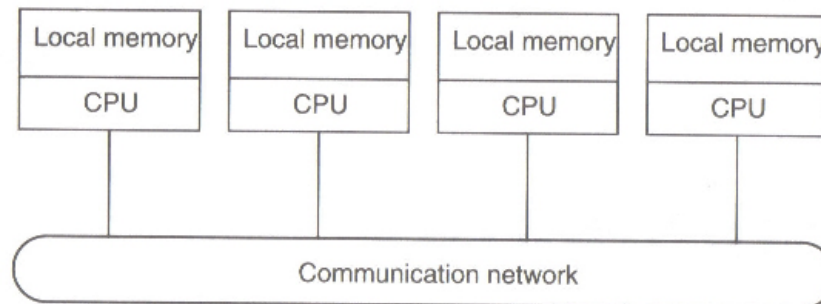 Local memory Local memory Local memory Local memory
CPU CPU CPU CPU
Communication network